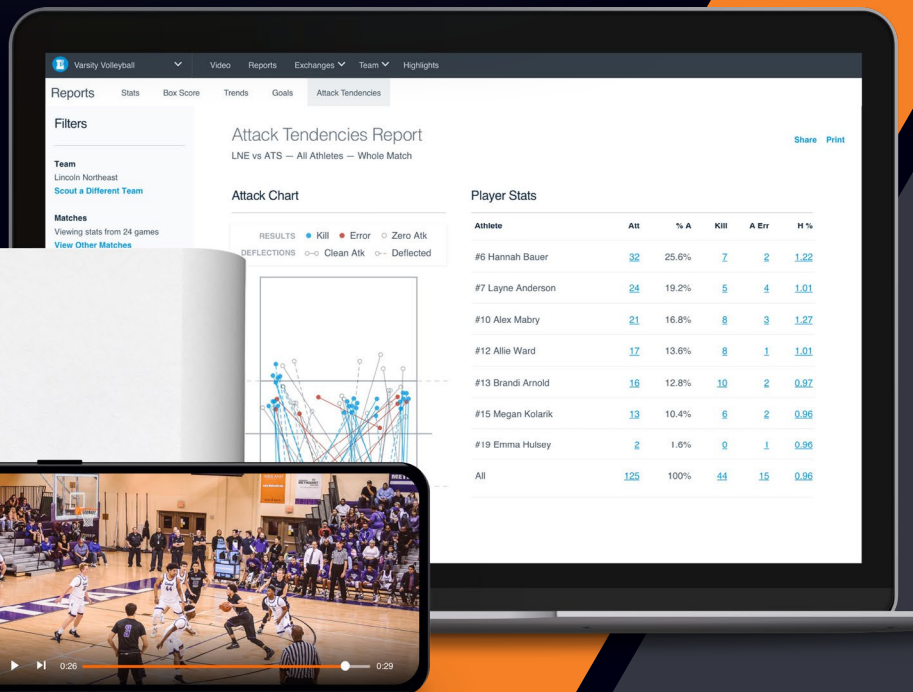 Varsity Volleyball Video Reports Exchanges Team Highlights
Reports Stats Box Score Trends Goals Attack Tendencies
Filters
Team
Lincoln Northeast
Scout a Different Team
Matches
Viewing stats from 24 games
View Other Matches
Attack Tendencies Report
LNE vs ATS — All Athletes — Whole Match
Share Print
Attack Chart
RESULTS Kill Error Zero Atk
DEFLECTIONS Clean Atk Deflected
Player Stats
Athlete Att % A Kill A Err H %
#6 Hannah Bauer 32 25.6% 7 2 1.22
#7 Layne Anderson 24 19.2% 5 4 1.01
#10 Alex Mabry 21 16.8% 8 3 1.27
#12 Allie Ward 17 13.6% 8 1 1.01
#13 Brandi Arnold 16 12.8% 10 2 0.97
#15 Megan Kolarik 13 10.4% 6 2 0.96
#19 Emma Hulsey 2 1.6% 0 1 0.96
All 125 100% 44 15 0.96
0:26 0:29